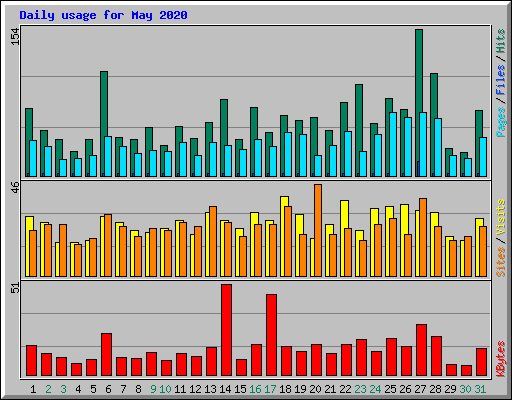 Daily usage for May 2020
154
Pages / Files / Hits
46
Sites / Visits
51
KBytes
1 2 3 4 5 6 7 8 9 10 11 12 13 14 15 16 17 18 19 20 21 22 23 24 25 26 27 28 29 30 31